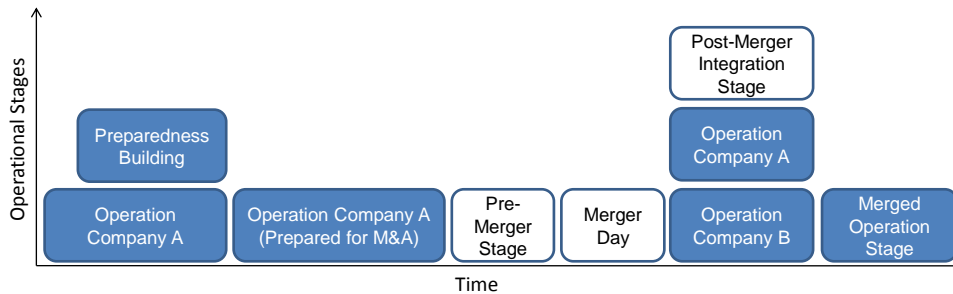 Operational Stages
Post-Merger
Integration
Stage
Preparedness
Building
Operation
Company A
Operation
Company A
Operation Company A
(Prepared for M&A)
Pre-
Merger
Stage
Merger
Day
Operation
Company B
Merged
Operation
Stage
Time